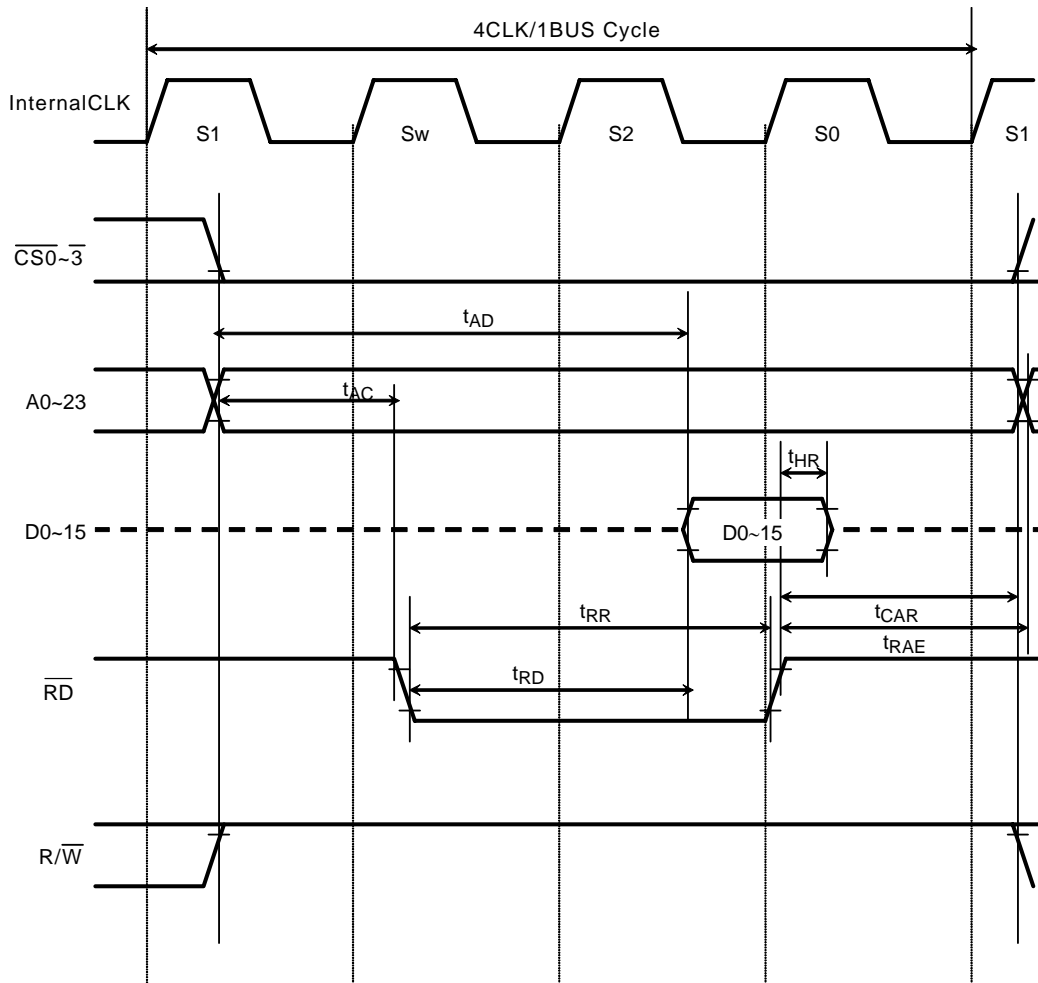 4CLK/1BUS Cycle
InternalCLK
S1 Sw S2 S0 S1
CS0~3
tAD
A0~23
tAC
tHR
D0~15
D0~15
tRR
tCAR
tRAE
RD
tRD
R/W